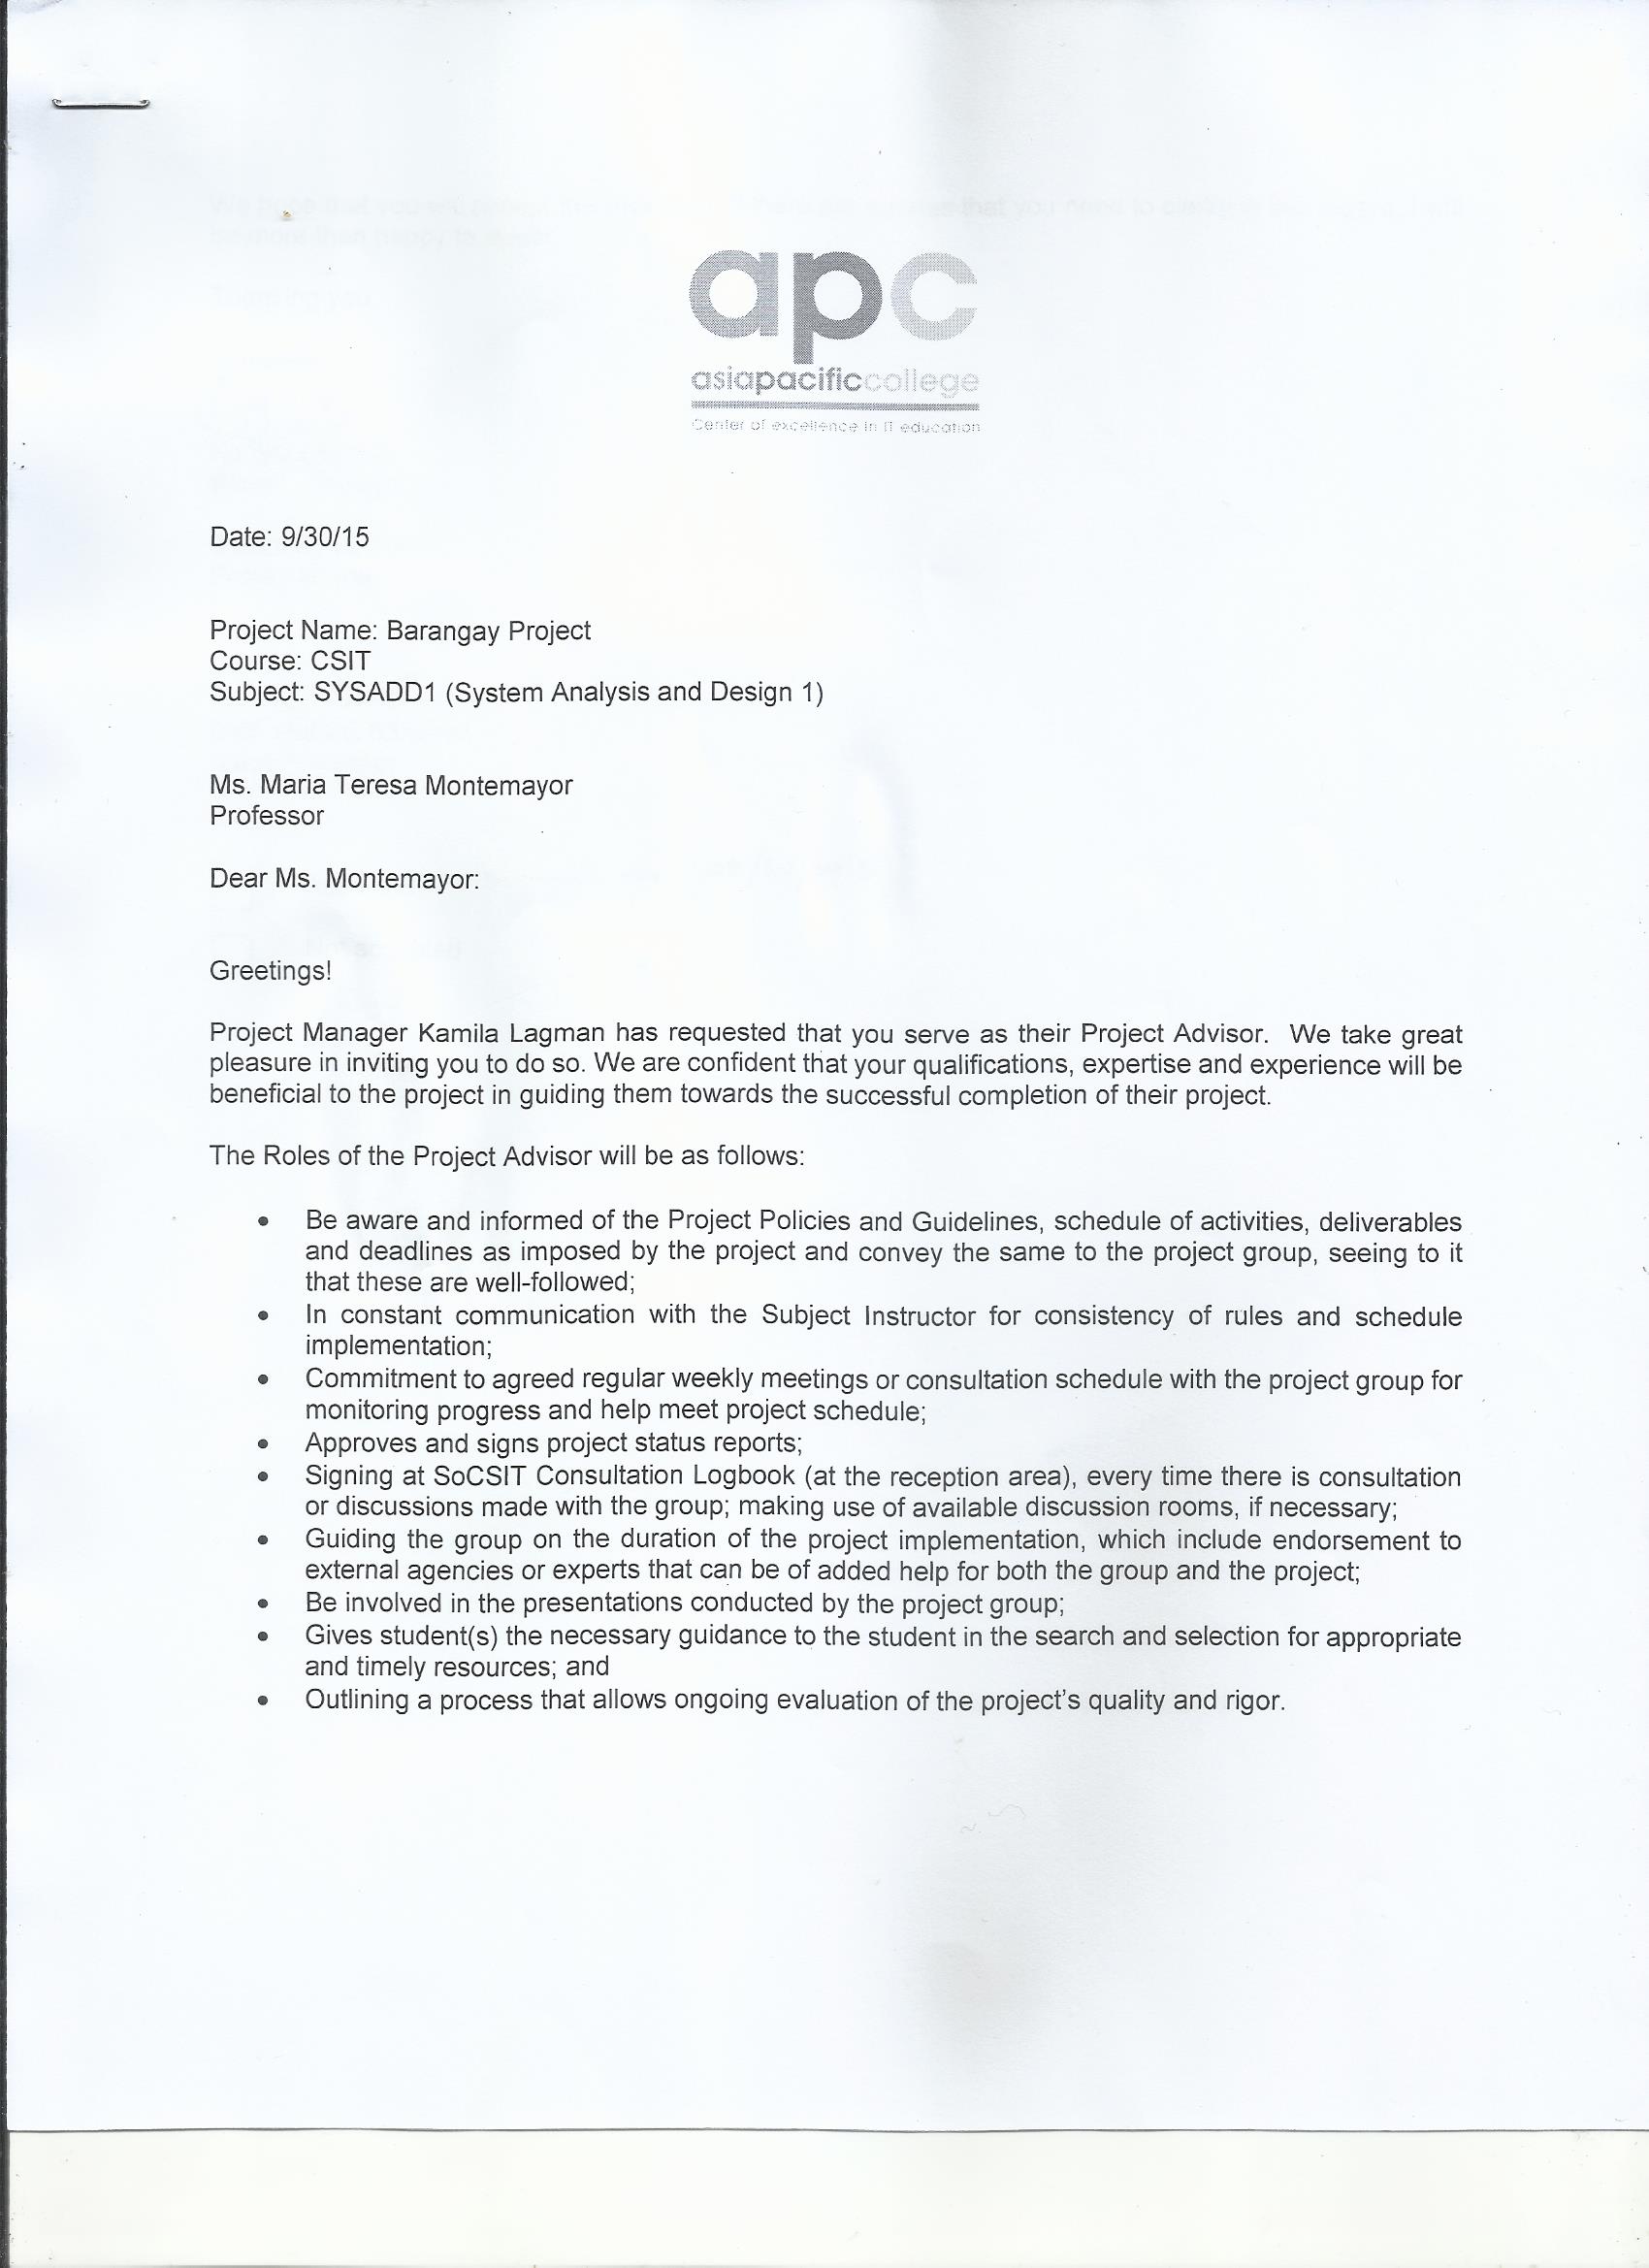 apc
asiapacificcollege
Center of excellence in IT education
Date: 9/30/15
Project Name: Barangay Project
Course: CSIT
Subject: SYSADD1 (System Analysis and Design 1)
Ms. Maria Teresa Montemayor
Professor
Dear Ms. Montemayor:
Greetings!
Project Manager Kamila Lagman has requested that you serve as their Project Advisor. We take great
pleasure in inviting you to do so. We are confident that your qualifications, expertise and experience will be
beneficial to the project in guiding them towards the successful completion of their project.
The Roles of the Project Advisor will be as follows:
• Be aware and informed of the Project Policies and Guidelines, schedule of activities, deliverables
and deadlines as imposed by the project and convey the same to the project group, seeing to it
that these are well-followed;
• In constant communication with the Subject Instructor for consistency of rules and schedule
implementation;
• Commitment to agreed regular weekly meetings or consultation schedule with the project group for
monitoring progress and help meet project schedule;
• Approves and signs project status reports;
• Signing at SoCSIT Consultation Logbook (at the reception area), every time there is consultation
or discussions made with the group; making use of available discussion rooms, if necessary;
• Guiding the group on the duration of the project implementation, which include endorsement to
external agencies or experts that can be of added help for both the group and the project;
• Be involved in the presentations conducted by the project group;
• Gives student(s) the necessary guidance to the student in the search and selection for appropriate
and timely resources; and
• Outlining a process that allows ongoing evaluation of the project's quality and rigor.